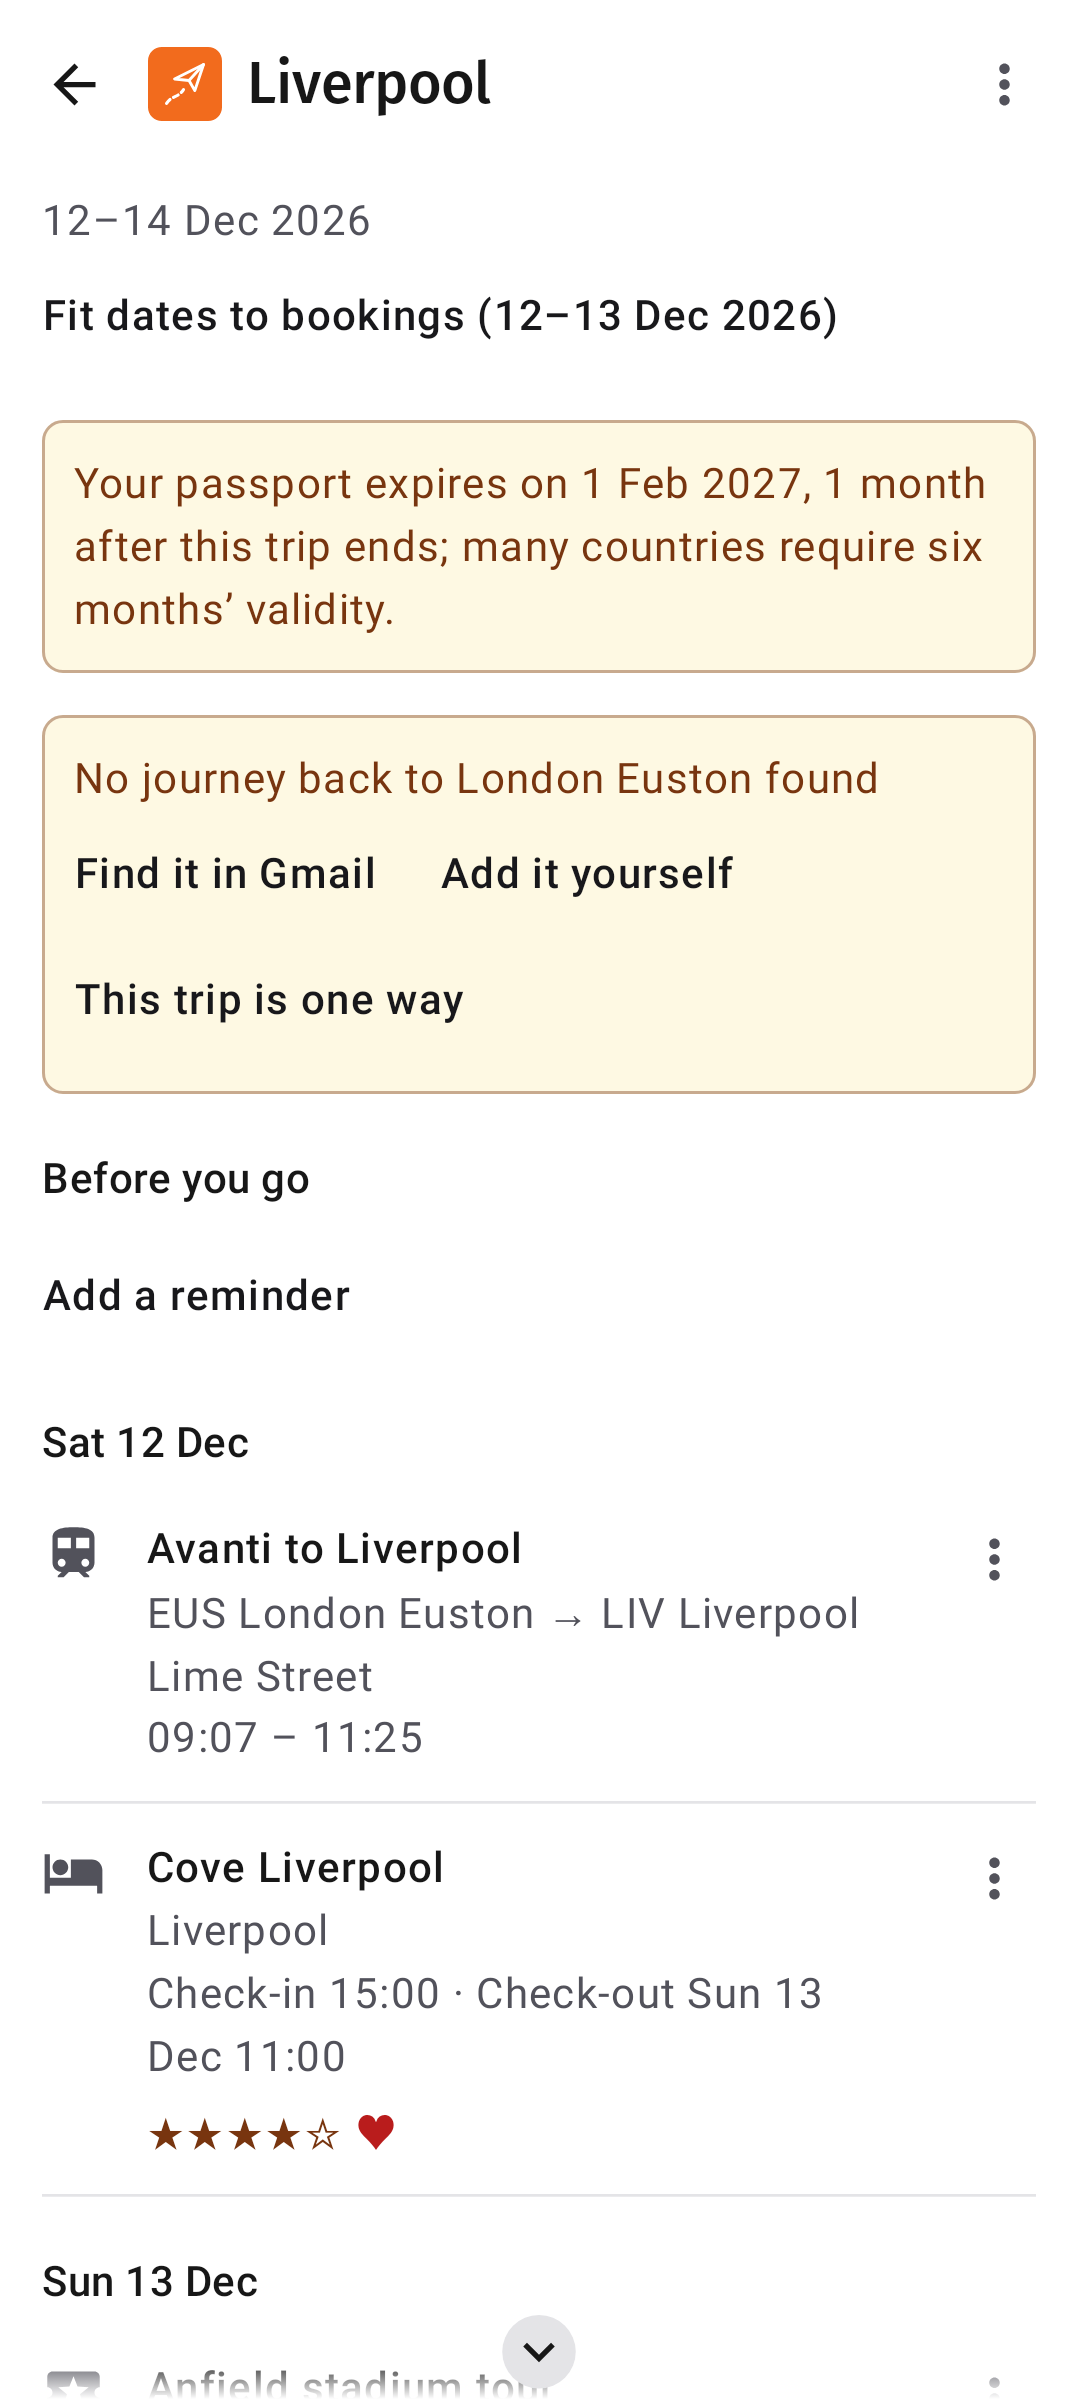 Liverpool
12–14 Dec 2026
Fit dates to bookings (12–13 Dec 2026)
Your passport expires on 1 Feb 2027, 1 month
after this trip ends; many countries require six
months’ validity.
No journey back to London Euston found
Find it in Gmail Add it yourself
This trip is one way
Before you go
Add a reminder
Sat 12 Dec
Avanti to Liverpool
EUS London Euston → LIV Liverpool
Lime Street
09:07 – 11:25
Cove Liverpool
Liverpool
Check-in 15:00 · Check-out Sun 13
Dec 11:00
★★★★☆ ♥
Sun 13 Dec
Anfield stadium tour